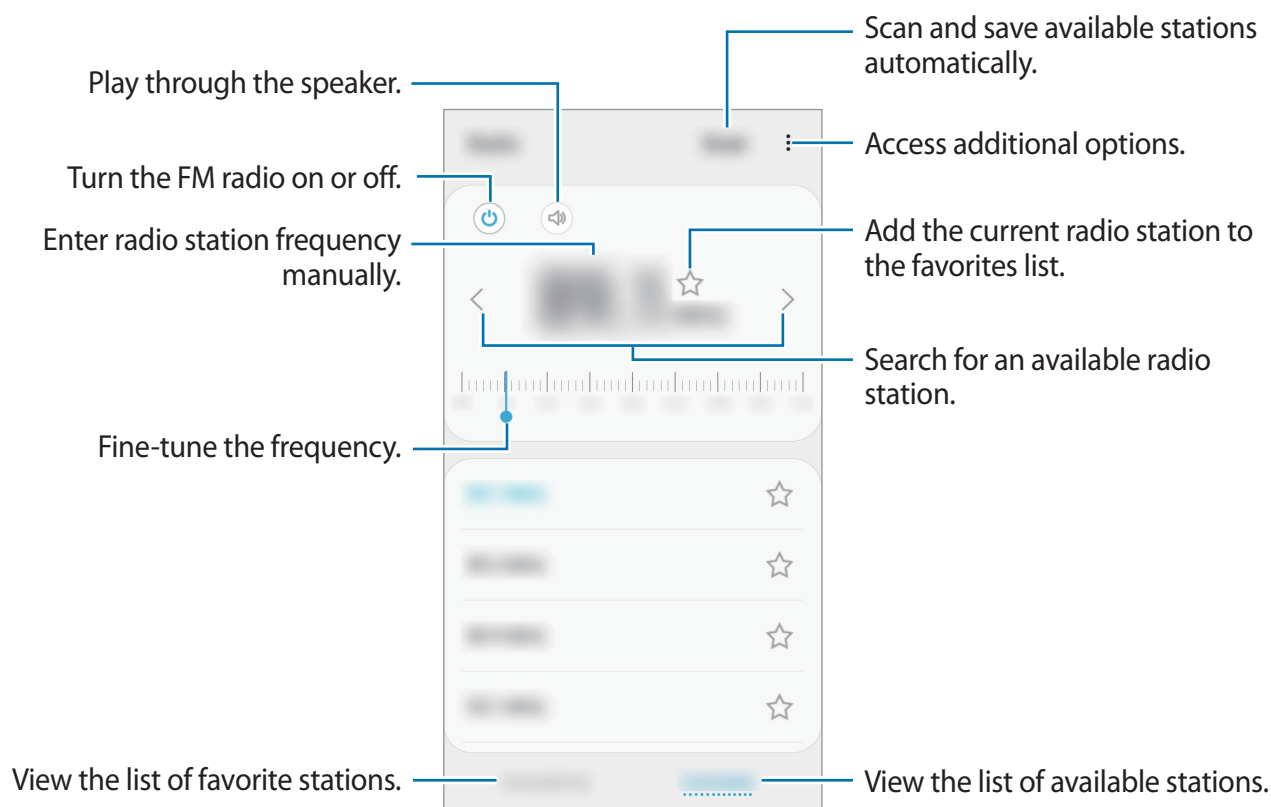 Scan and save available stations
automatically.
Play through the speaker.
Access additional options.
Turn the FM radio on or off.
Add the current radio station to
the favorites list.
Enter radio station frequency
manually.
Search for an available radio
station.
Fine-tune the frequency.
View the list of favorite stations.
View the list of available stations.